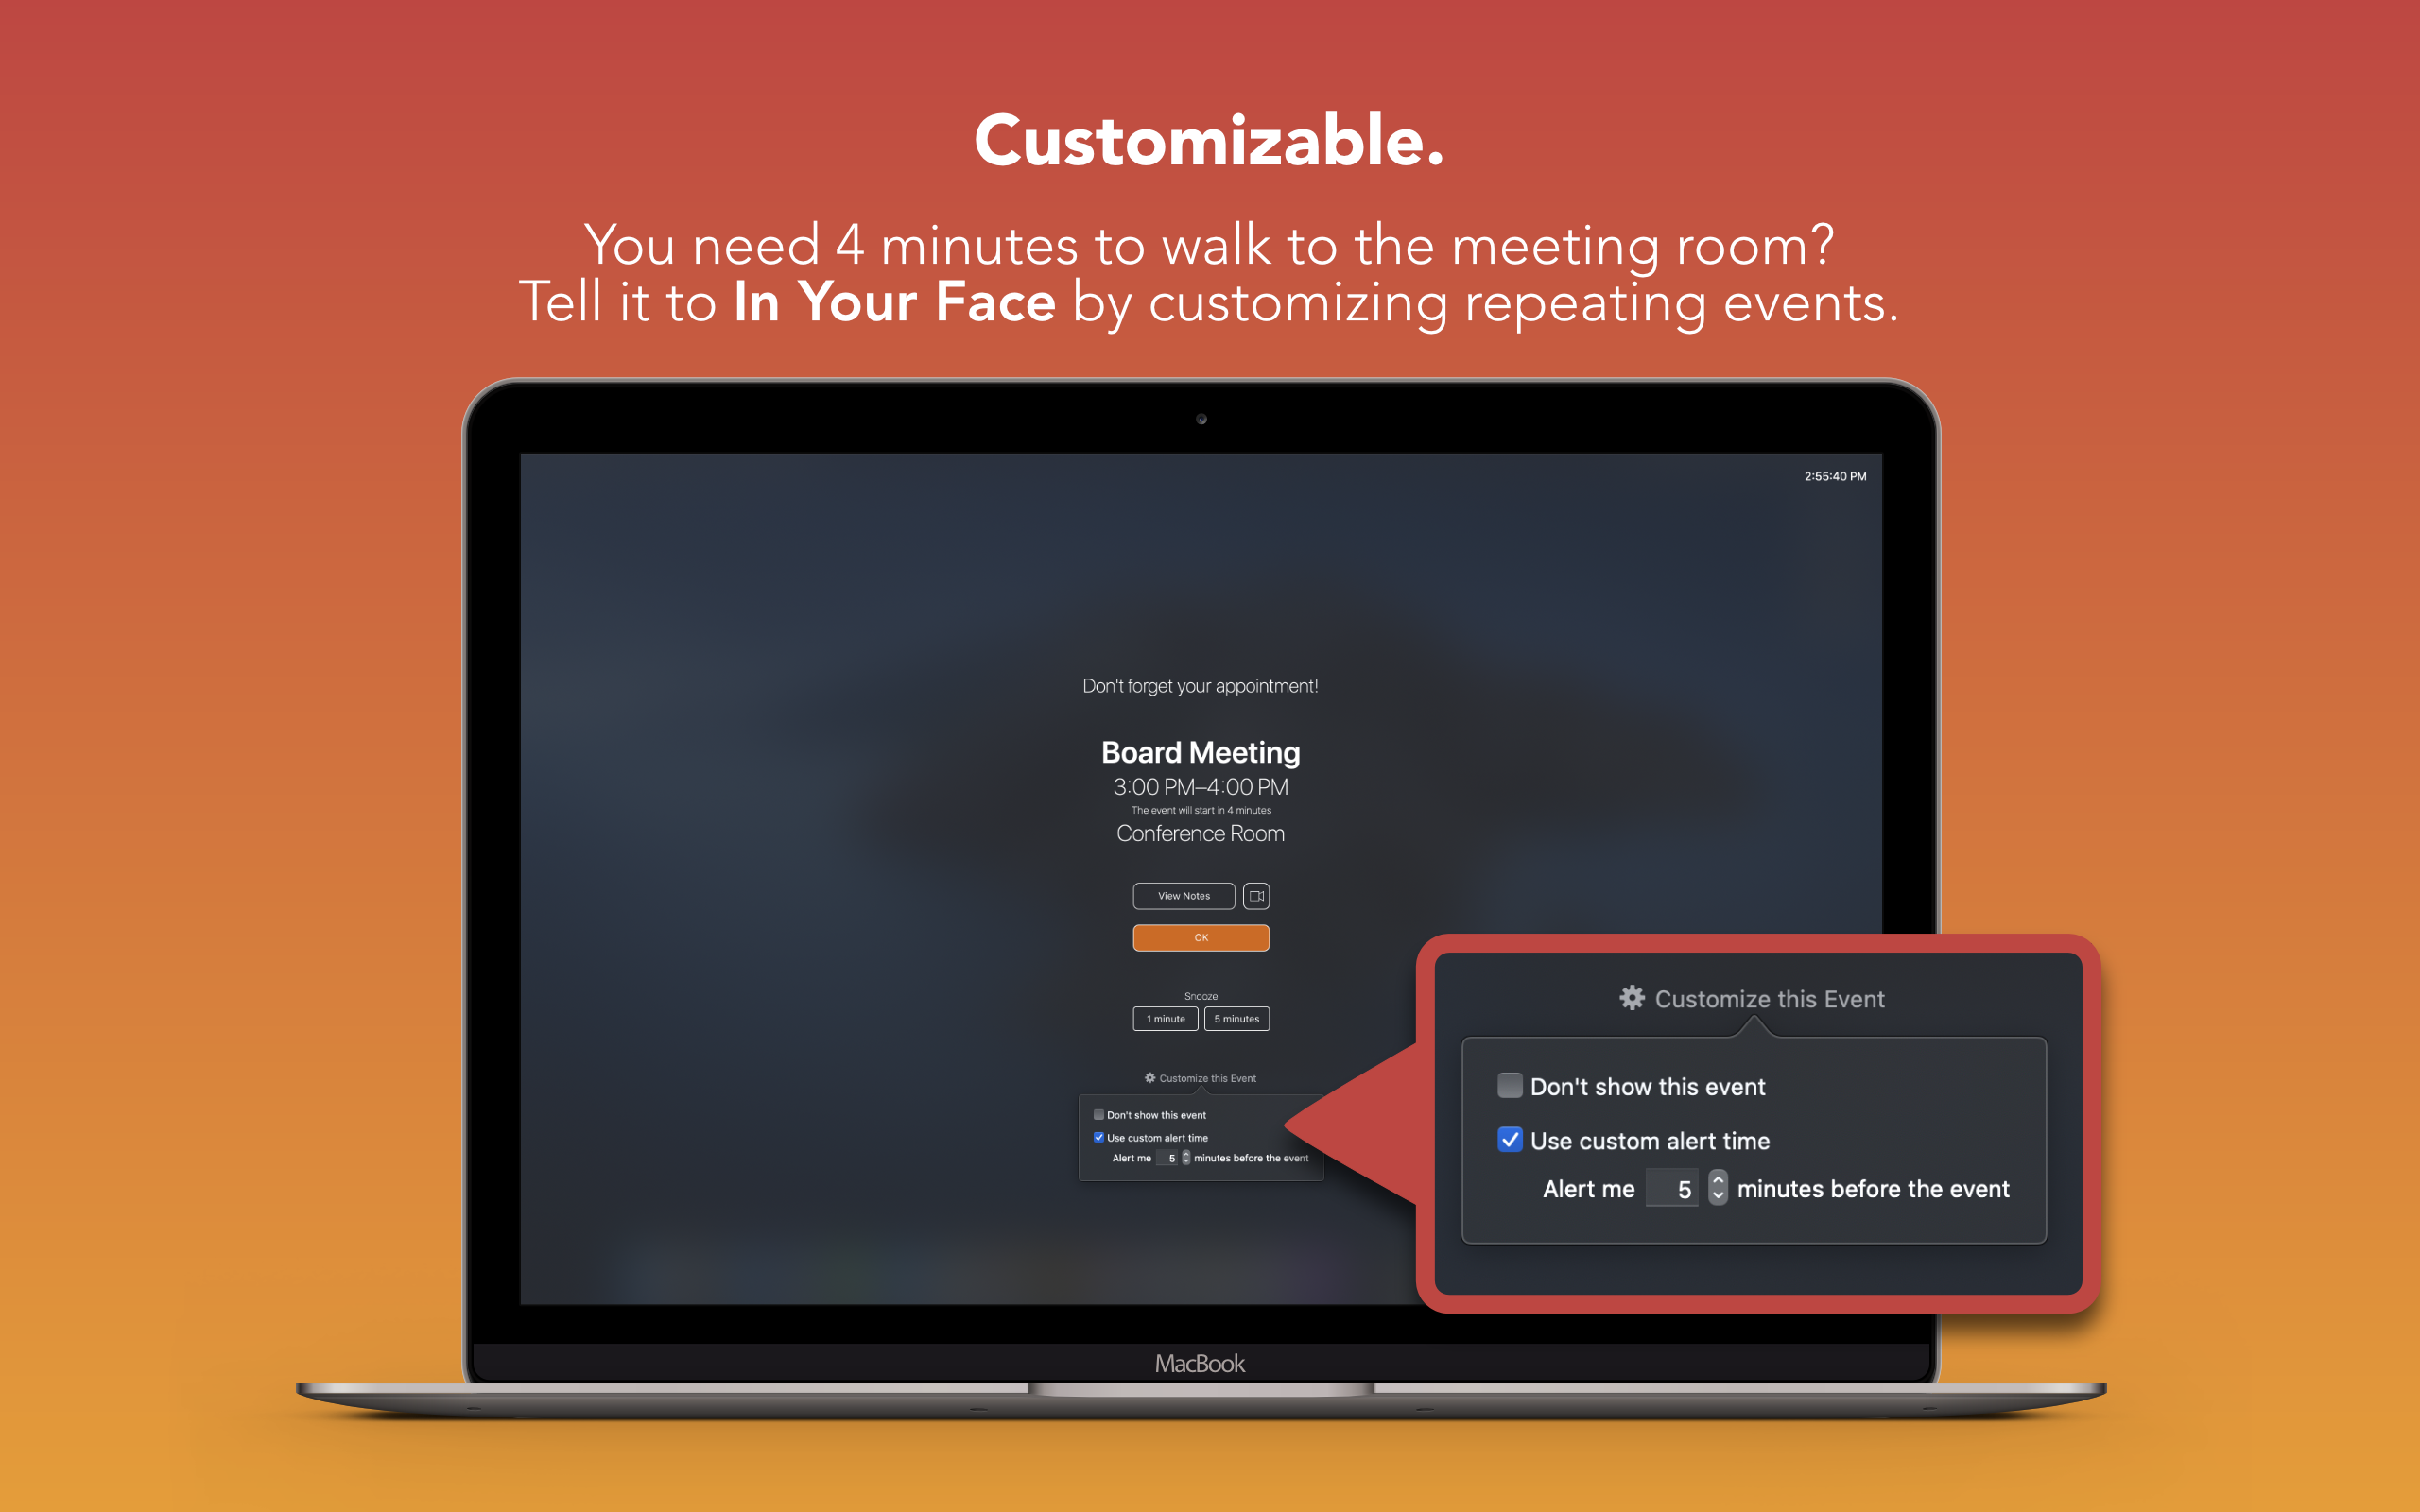 Customizable.
You need 4 minutes to walk to the meeting room?
Tell it to In Your Face by customizing repeating events.
2:55:40 PM
Don't forget your appointment!
Board Meeting
3:00 PM–4:00 PM
The event will start in 4 minutes
Conference Room
View Notes
OK
Snooze
1 minute
5 minutes
Customize this Event
Don't show this event
Use custom alert time
Alert me 5 minutes before the event
Customize this Event
Don't show this event
Use custom alert time
Alert me 5 minutes before the event
MacBook